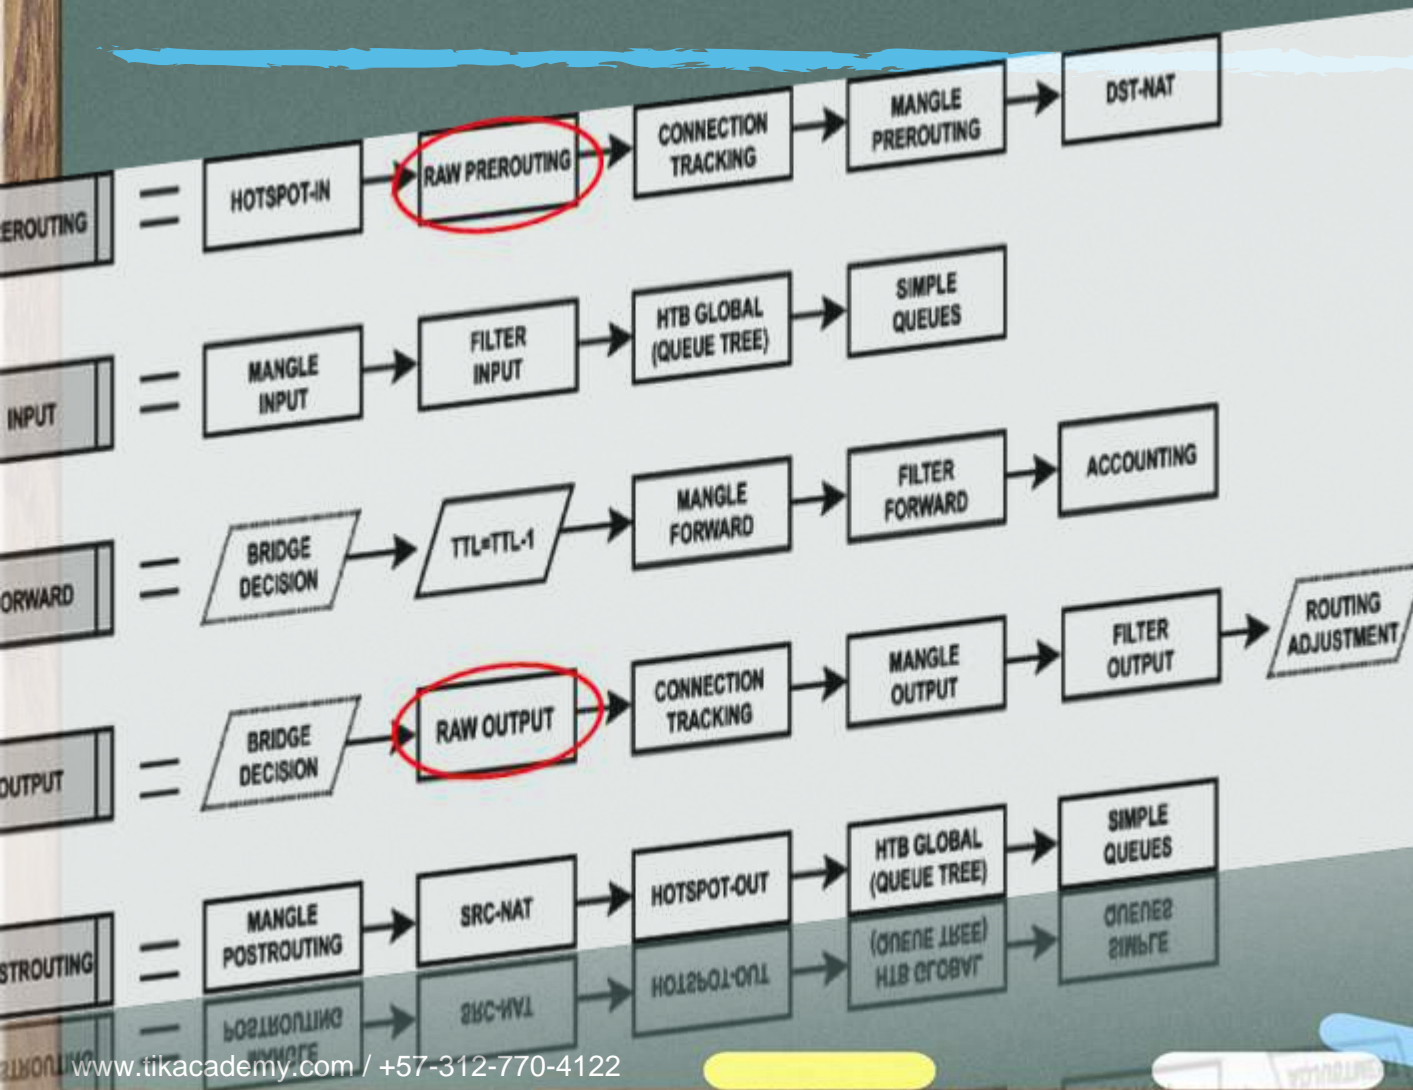 EROUTING
HOTSPOT-IN
RAW PREROUTING
CONNECTION
TRACKING
MANGLE
PREROUTING
DST-NAT
INPUT
MANGLE
INPUT
FILTER
INPUT
HTB GLOBAL
(QUEUE TREE)
SIMPLE
QUEUES
ORWARD
BRIDGE
DECISION
TTL=TTL-1
MANGLE
FORWARD
FILTER
FORWARD
ACCOUNTING
OUTPUT
BRIDGE
DECISION
RAW OUTPUT
CONNECTION
TRACKING
MANGLE
OUTPUT
FILTER
OUTPUT
ROUTING
ADJUSTMENT
STROUTING
MANGLE
POSTROUTING
SRC-NAT
HOTSPOT-OUT
HTB GLOBAL
(QUEUE TREE)
SIMPLE
QUEUES
www.tikacademy.com / +57-312-770-4122